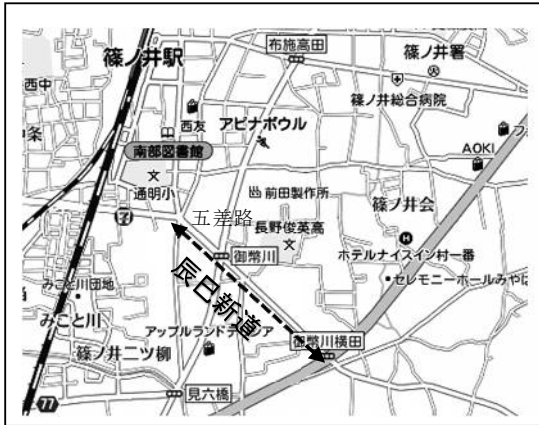 布施高田
篠ノ井署
篠ノ井駅
西中
篠ノ井総合病院
西友
アピナボウル
中条
AOKI
南部図書館
通明小
前田製作所
篠ノ井会
五差路
長野俊英高
7
御幣川
H
ホテルナイスイン村一番
みこと川団地
セレモニーホールみやは
辰巳新道
みこと川
アップルランド
御幣川横田
篠ノ井二ツ柳
77
見六橋